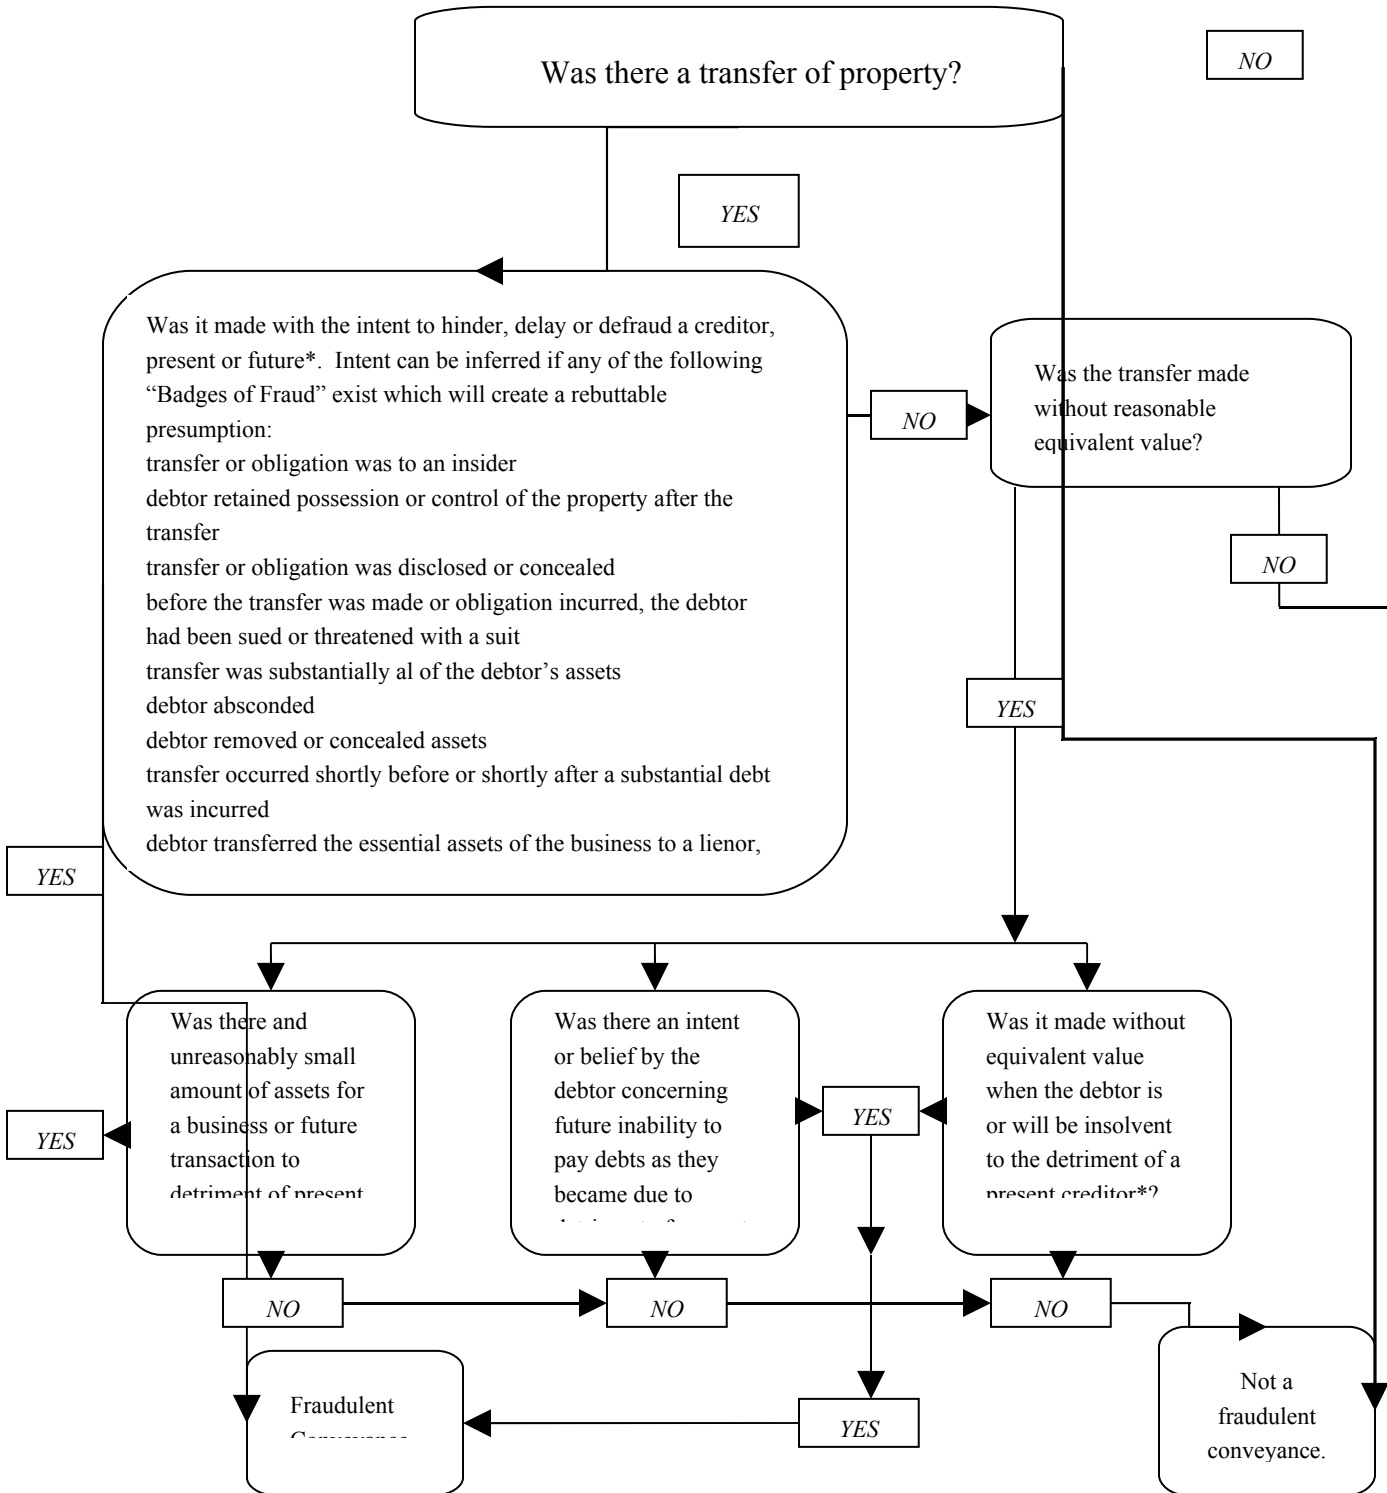 Was there a transfer of property?
NO
YES
Was it made with the intent to hinder, delay or defraud a creditor,
present or future*.  Intent can be inferred if any of the following
“Badges of Fraud” exist which will create a rebuttable
presumption:
transfer or obligation was to an insider
debtor retained possession or control of the property after the
transfer
transfer or obligation was disclosed or concealed
before the transfer was made or obligation incurred, the debtor
had been sued or threatened with a suit
transfer was substantially al of the debtor’s assets
debtor absconded
debtor removed or concealed assets
transfer occurred shortly before or shortly after a substantial debt
was incurred
debtor transferred the essential assets of the business to a lienor,
NO
Was the transfer made
without reasonable
equivalent value?
NO
YES
YES
Was there and
unreasonably small
amount of assets for
a business or future
transaction to
detriment of present
Was there an intent
or belief by the
debtor concerning
future inability to
pay debts as they
became due to
Was it made without
equivalent value
when the debtor is
or will be insolvent
to the detriment of a
present creditor*?
YES
YES
NO
NO
NO
Fraudulent
Conveyance
YES
Not a
fraudulent
conveyance.